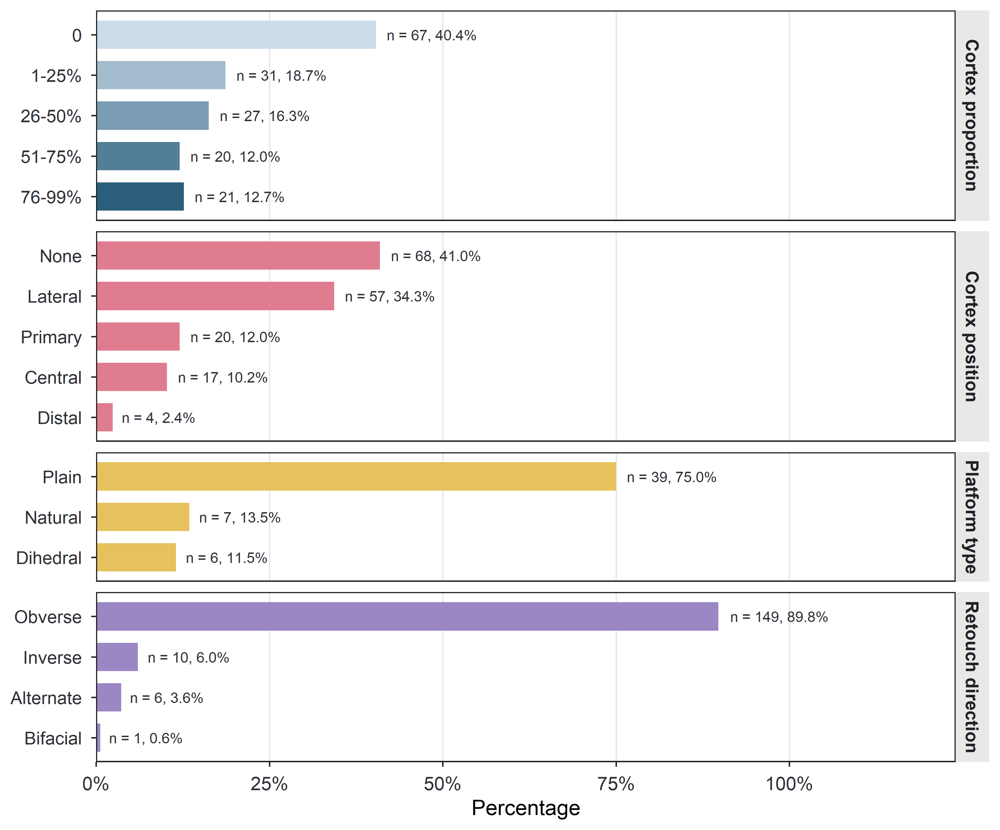 0 n = 67, 40.4%
1-25% n = 31, 18.7%
26-50% n = 27, 16.3%
51-75% n = 20, 12.0%
76-99% n = 21, 12.7%
Cortex proportion
None n = 68, 41.0%
Lateral n = 57, 34.3%
Primary n = 20, 12.0%
Central n = 17, 10.2%
Distal n = 4, 2.4%
Cortex position
Plain n = 39, 75.0%
Natural n = 7, 13.5%
Dihedral n = 6, 11.5%
Platform type
Obverse n = 149, 89.8%
Inverse n = 10, 6.0%
Alternate n = 6, 3.6%
Bifacial n = 1, 0.6%
Retouch direction
0% 25% 50% 75% 100%
Percentage